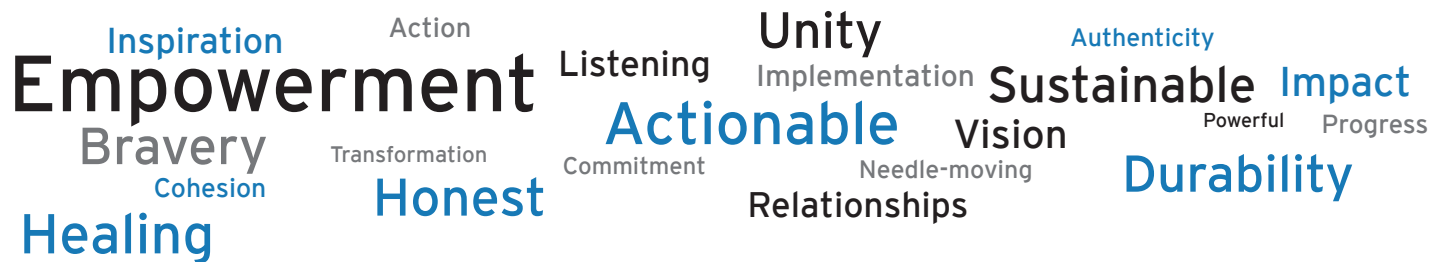 Inspiration
Action
Empowerment
Bravery
Transformation
Cohesion
Honest
Healing
Listening
Unity
Implementation
Actionable
Commitment
Needle-moving
Relationships
Authenticity
Sustainable
Impact
Vision
Powerful
Progress
Durability